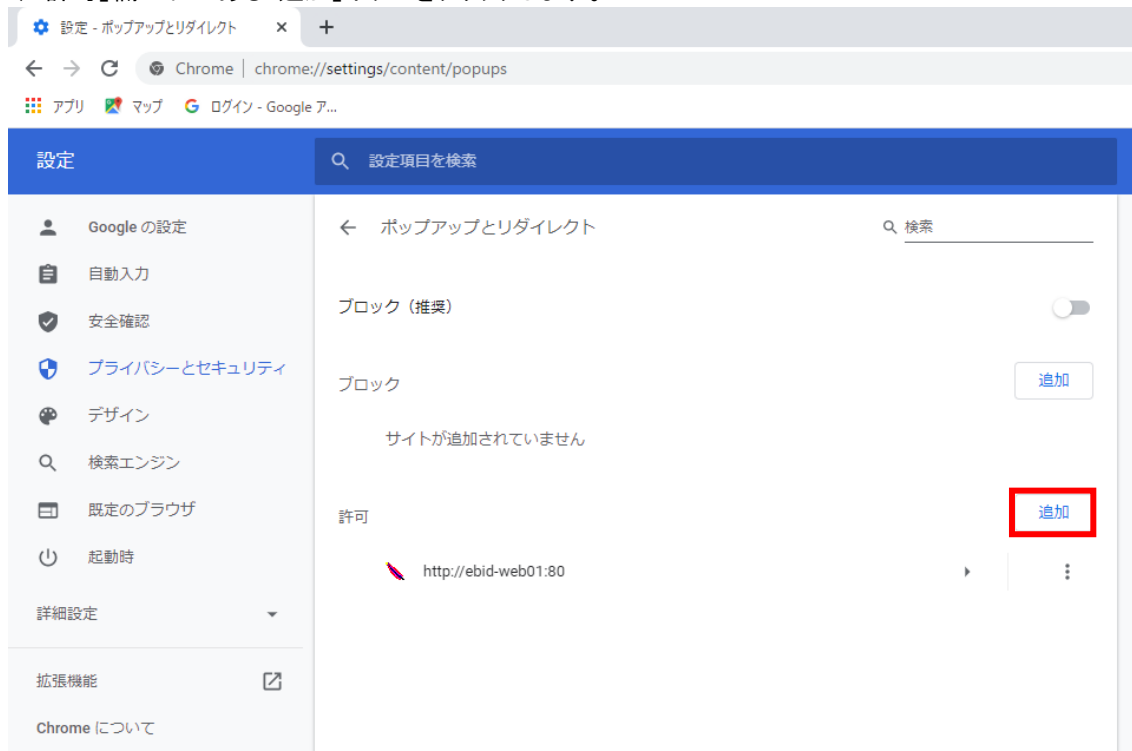 設定 - ポップアップとリダイレクト × +
Chrome | chrome://settings/content/popups
アプリ マップ G ログイン - Google ア...
設定
設定項目を検索
Google の設定
自動入力
安全確認
プライバシーとセキュリティ
デザイン
検索エンジン
既定のブラウザ
起動時
詳細設定
拡張機能
Chrome について
ポップアップとリダイレクト
検索
ブロック（推奨）
ブロック
追加
サイトが追加されていません
許可
追加
http://ebid-web01:80